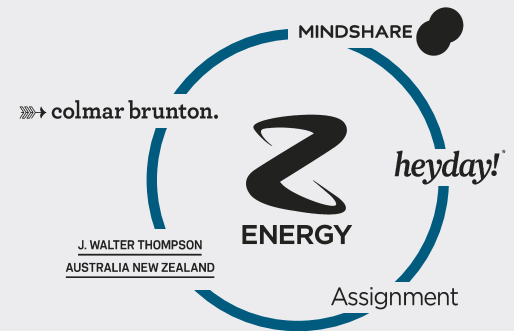 MINDSHARE
colmar brunton.
heyday!*
Z
ENERGY
J. WALTER THOMPSON
AUSTRALIA NEW ZEALAND
Assignment